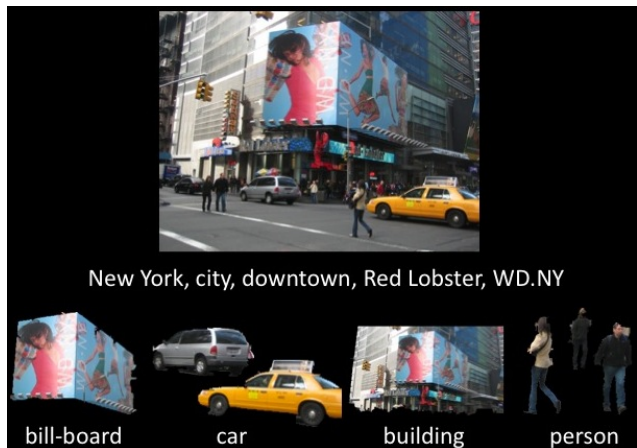 New York, city, downtown, Red Lobster, WD.NY
bill-board
car
building
person